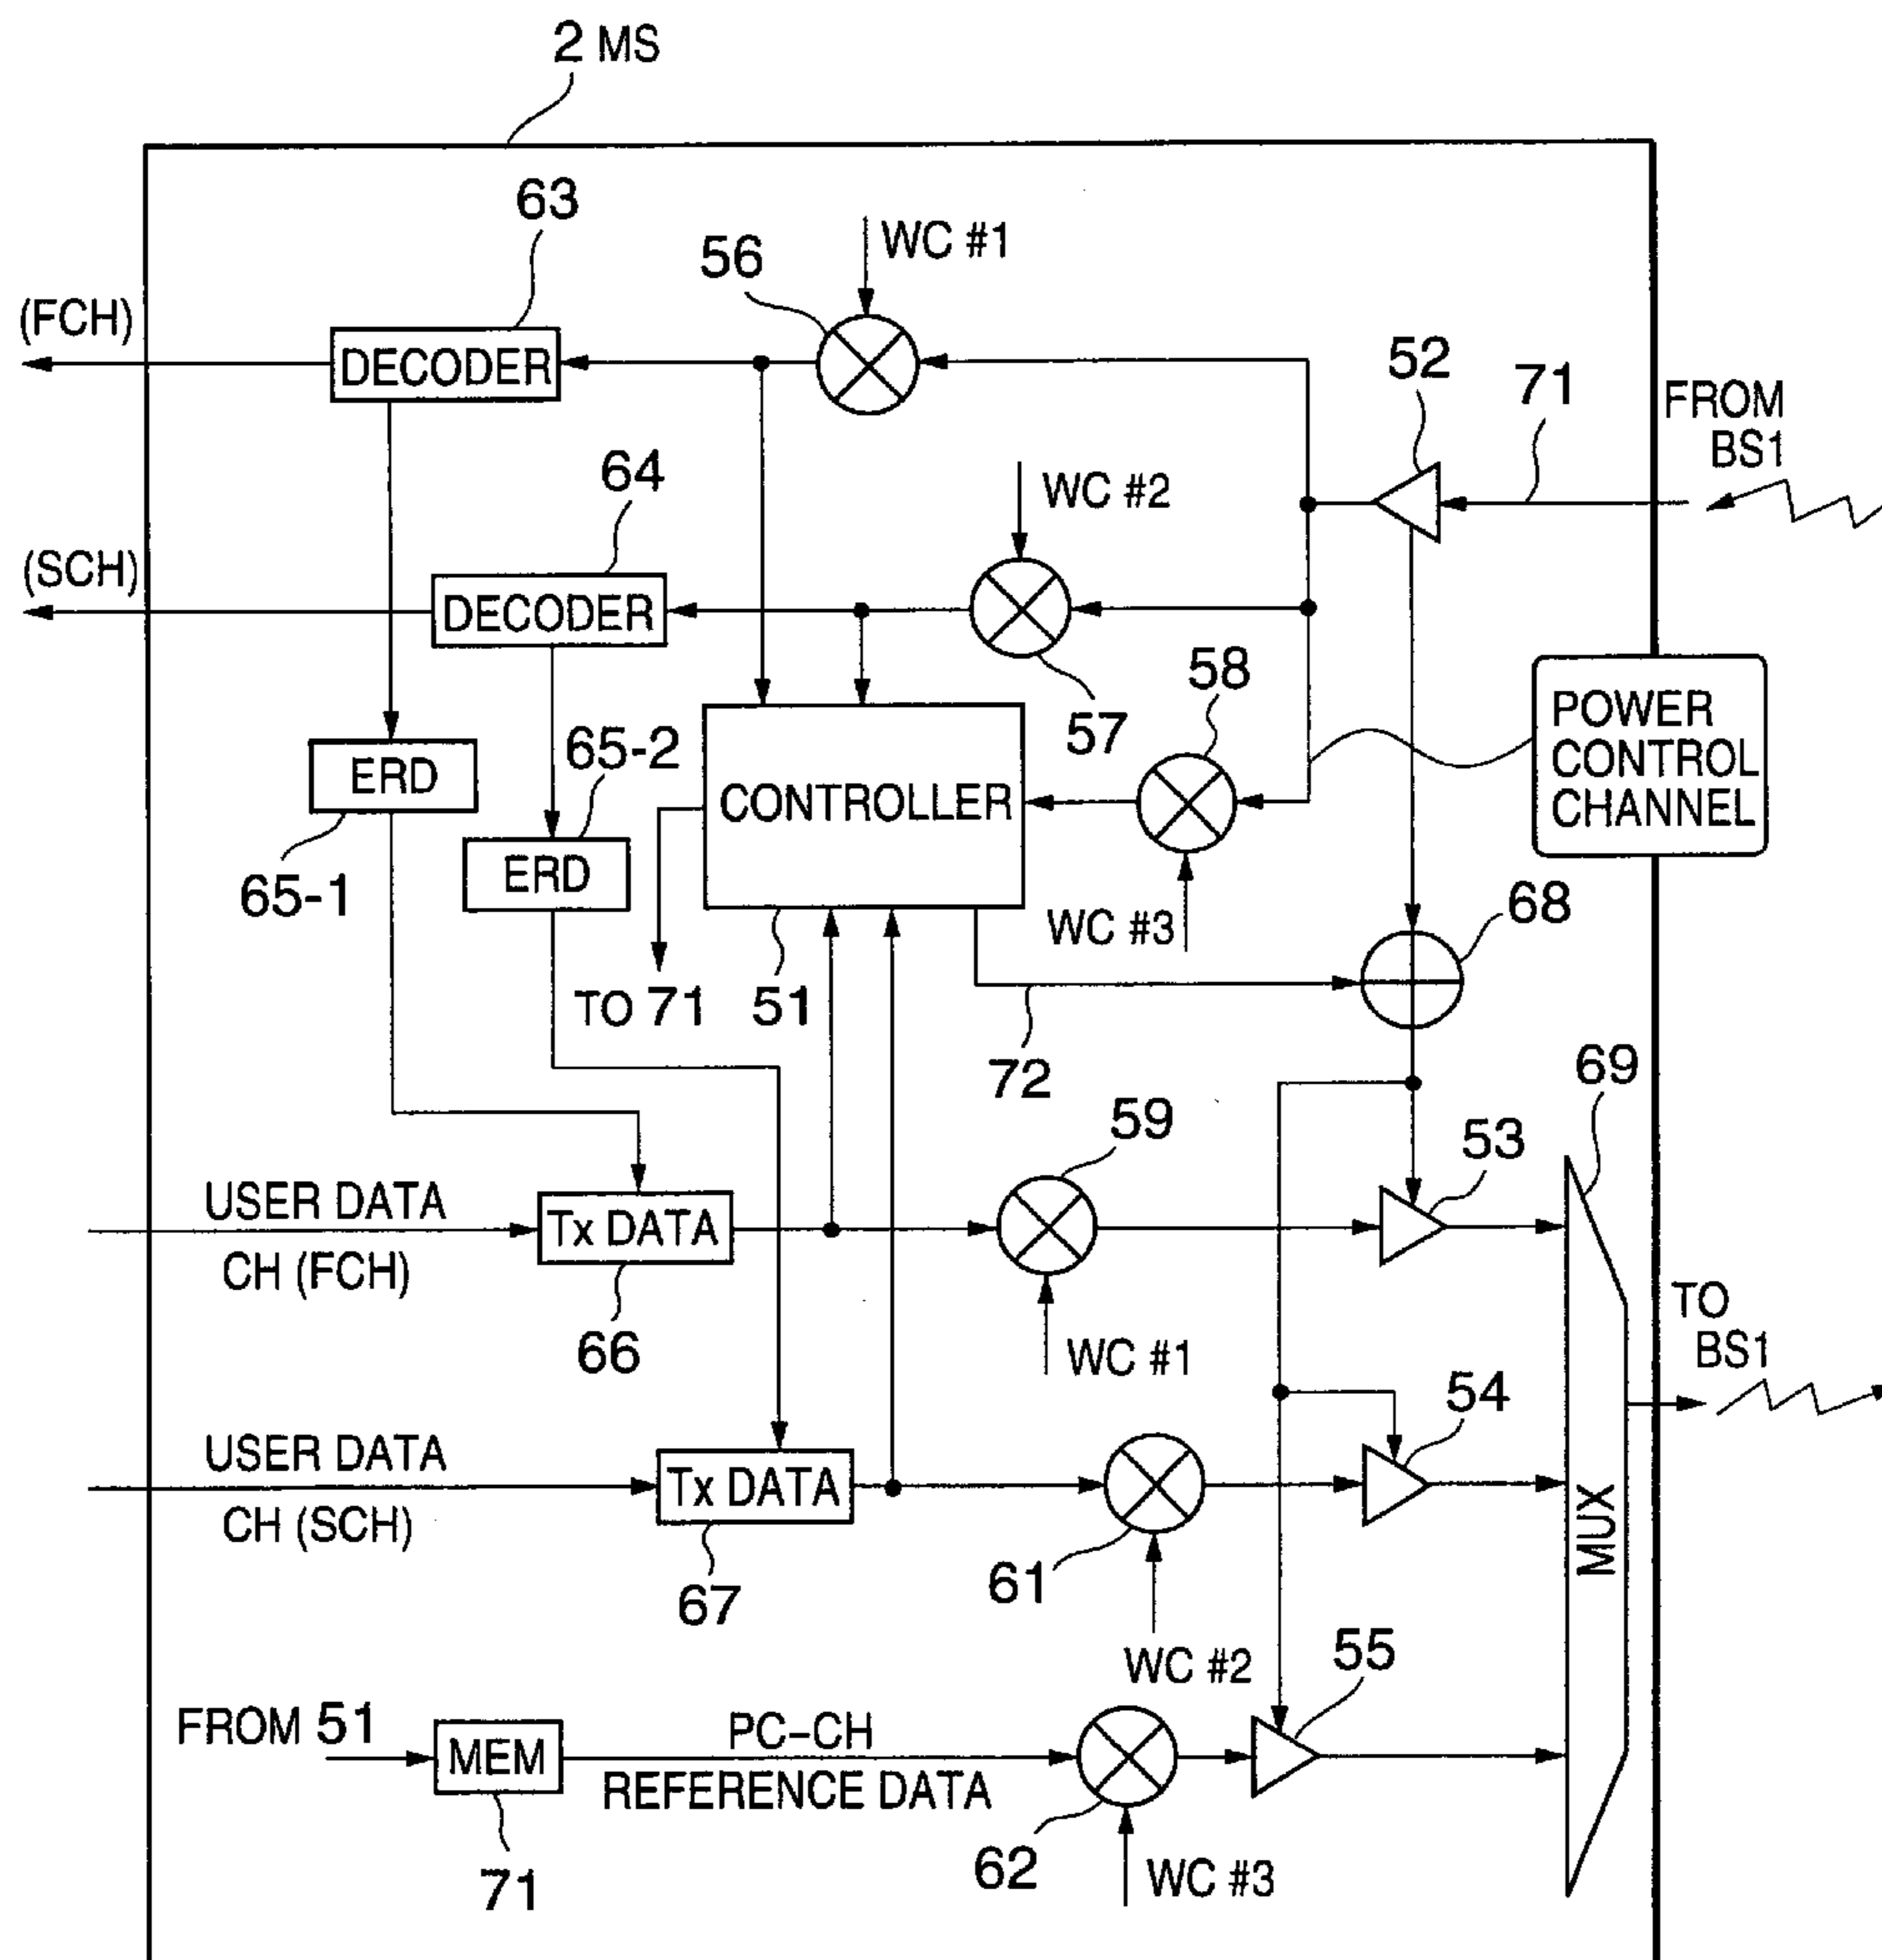 2 MS
63
WC #1
56
(FCH)
DECODER
52
71
FROM
BS1
64
WC #2
(SCH)
DECODER
58
57
POWER
CONTROL
CHANNEL
65-2
ERD
CONTROLLER
ERD
65-1
WC #3
68
TO 71
51
72
69
59
53
USER DATA
CH (FCH)
Tx DATA
TO
BS1
66
WC #1
54
USER DATA
CH (SCH)
Tx DATA
MUX
61
67
WC #2
55
FROM 51
MEM
PC-CH
REFERENCE DATA
62
71
WC #3